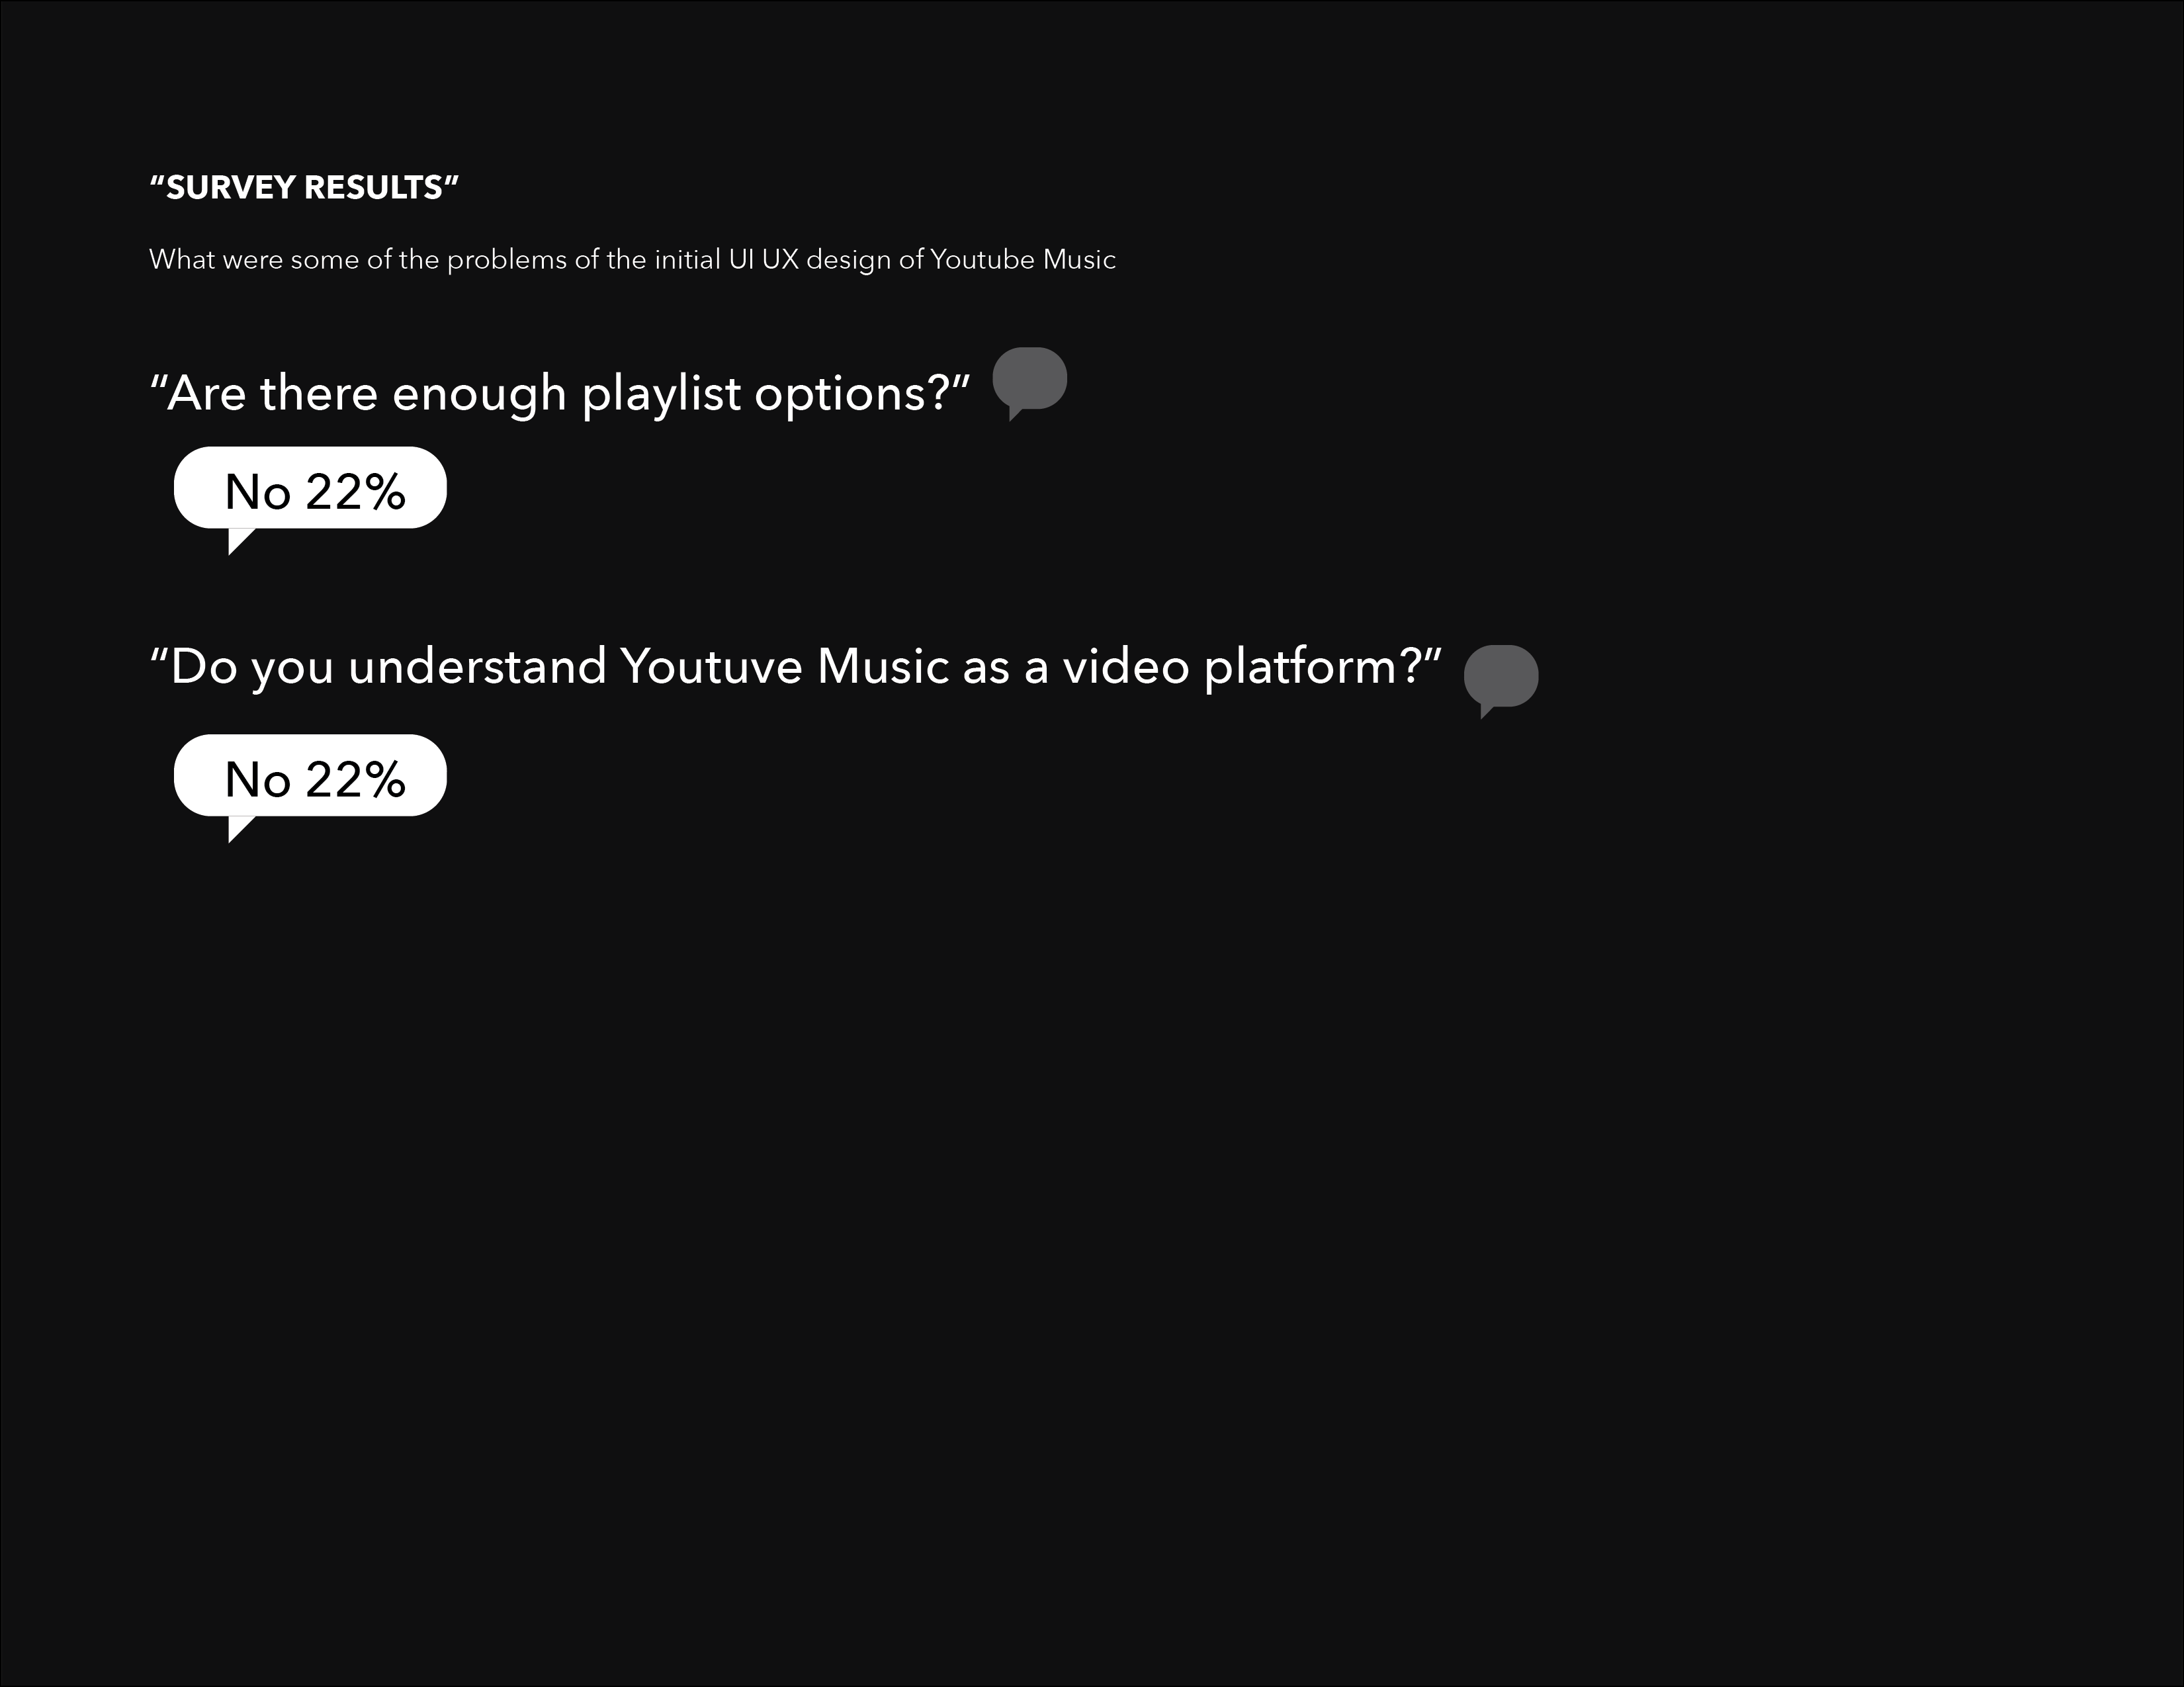 “SURVEY RESULTS”
What were some of the problems of the initial UI UX design of Youtube Music
“Are there enough playlist options?”
No 22%
“Do you understand Youtuve Music as a video platform?”
No 22%